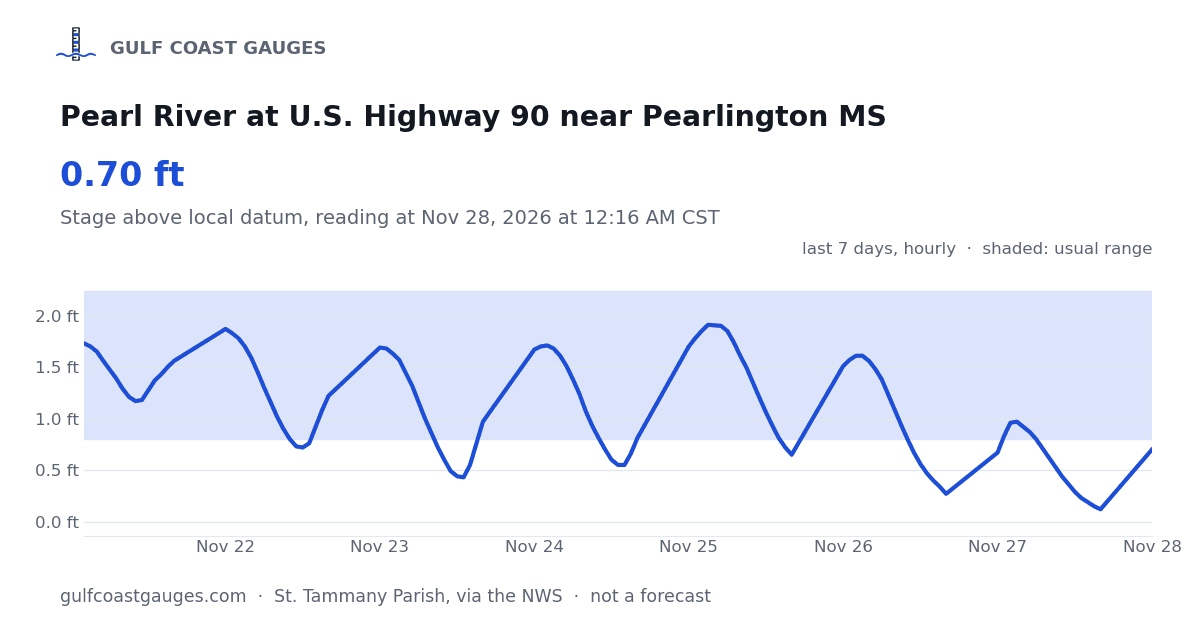 GULF COAST GAUGES
Pearl River at U.S. Highway 90 near Pearlington MS
0.70 ft
Stage above local datum, reading at Nov 28, 2026 at 12:16 AM CST
last 7 days, hourly · shaded: usual range
2.0 ft
1.5 ft
1.0 ft
0.5 ft
0.0 ft
Nov 22 Nov 23 Nov 24 Nov 25 Nov 26 Nov 27 Nov 28
gulfcoastgauges.com · St. Tammany Parish, via the NWS · not a forecast